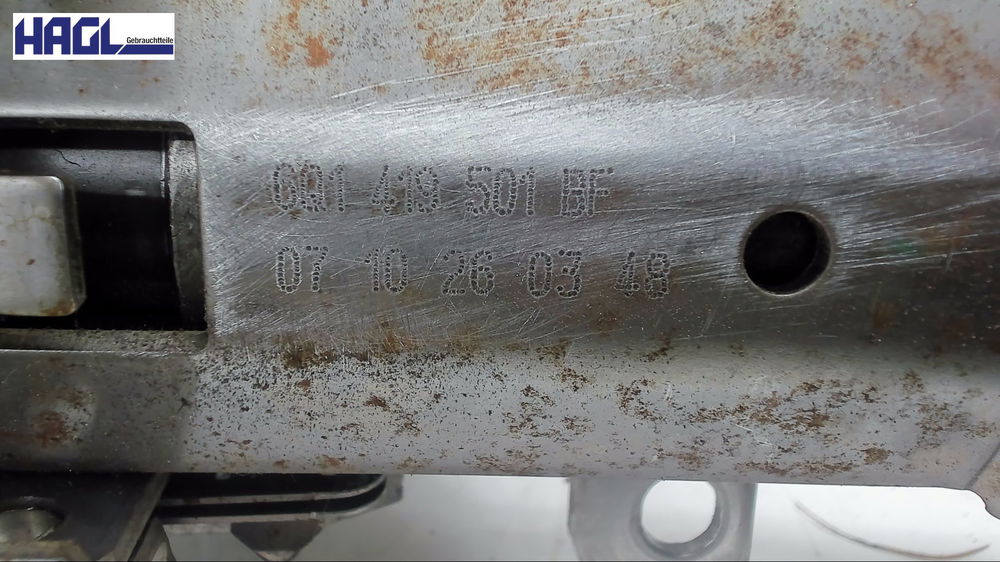 HAGL
Gebrauchtteile
6Q1 419 501 BF
07 10 26 03 48